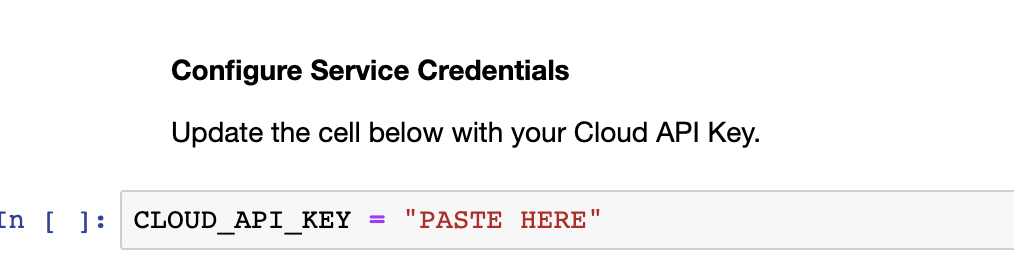 Configure Service Credentials
Update the cell below with your Cloud API Key.
In [ ]: CLOUD_API_KEY = "PASTE HERE"